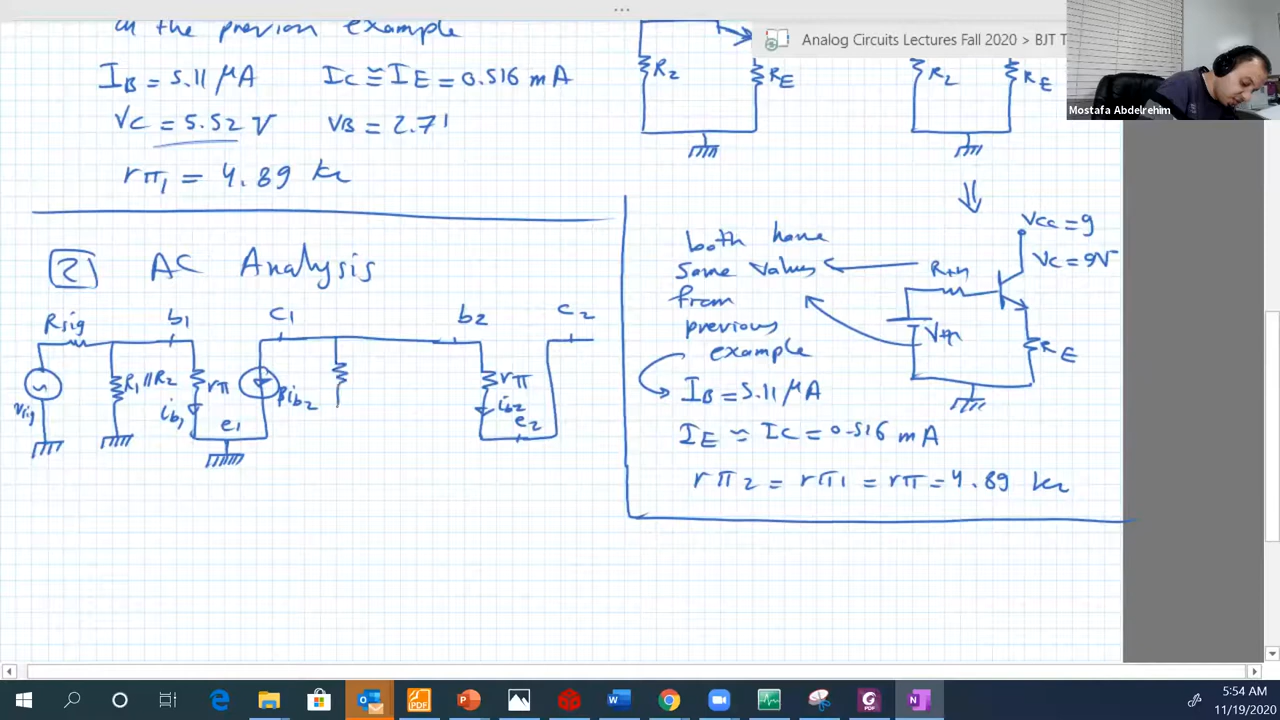 in the previous example
IB = 5.11 μA   IC ≅ IE = 0.516 mA
VC = 5.52 V   VB = 2.71
rπ1 = 4.89 kΩ
2 AC Analysis
Rsig b1 C1 b2 C2
vsig R1//R2 rπ ib1 e1 βib2 rπ ib2 e2
R2 RE
R2 RE
Analog Circuits Lectures Fall 2020 > BJT T
Mostafa Abdelrehim
VCC = 9
VC = 9V
Rth
Vth
RE
both have
same values
from
previous
example
IB = 5.11 μA
IE ≃ IC = 0.516 mA
rπ2 = rπ1 = rπ = 4.89 kΩ
W
PDF
P
N
5:54 AM
11/19/2020